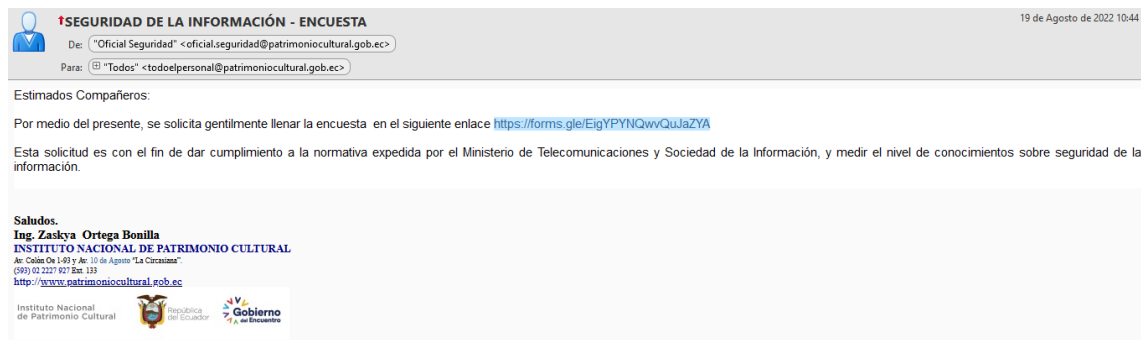 ↑SEGURIDAD DE LA INFORMACIÓN - ENCUESTA
19 de Agosto de 2022 10:44
De: "Oficial Seguridad" <oficial.seguridad@patrimoniocultural.gob.ec>
Para: "Todos" <todoelpersonal@patrimoniocultural.gob.ec>
Estimados Compañeros:
Por medio del presente, se solicita gentilmente llenar la encuesta en el siguiente enlace https://forms.gle/EigYPYNQwvQuJaZYA
Esta solicitud es con el fin de dar cumplimiento a la normativa expedida por el Ministerio de Telecomunicaciones y Sociedad de la Información, y medir el nivel de conocimientos sobre seguridad de la
información.
Saludos.
Ing. Zaskya Ortega Bonilla
INSTITUTO NACIONAL DE PATRIMONIO CULTURAL
Av. Colón Oe 1-93 y Av. 10 de Agosto "La Circasiana".
(593) 02 2227 927 Ext. 133
http://www.patrimoniocultural.gob.ec
Instituto Nacional
de Patrimonio Cultural
República
del Ecuador
Gobierno
del Encuentro